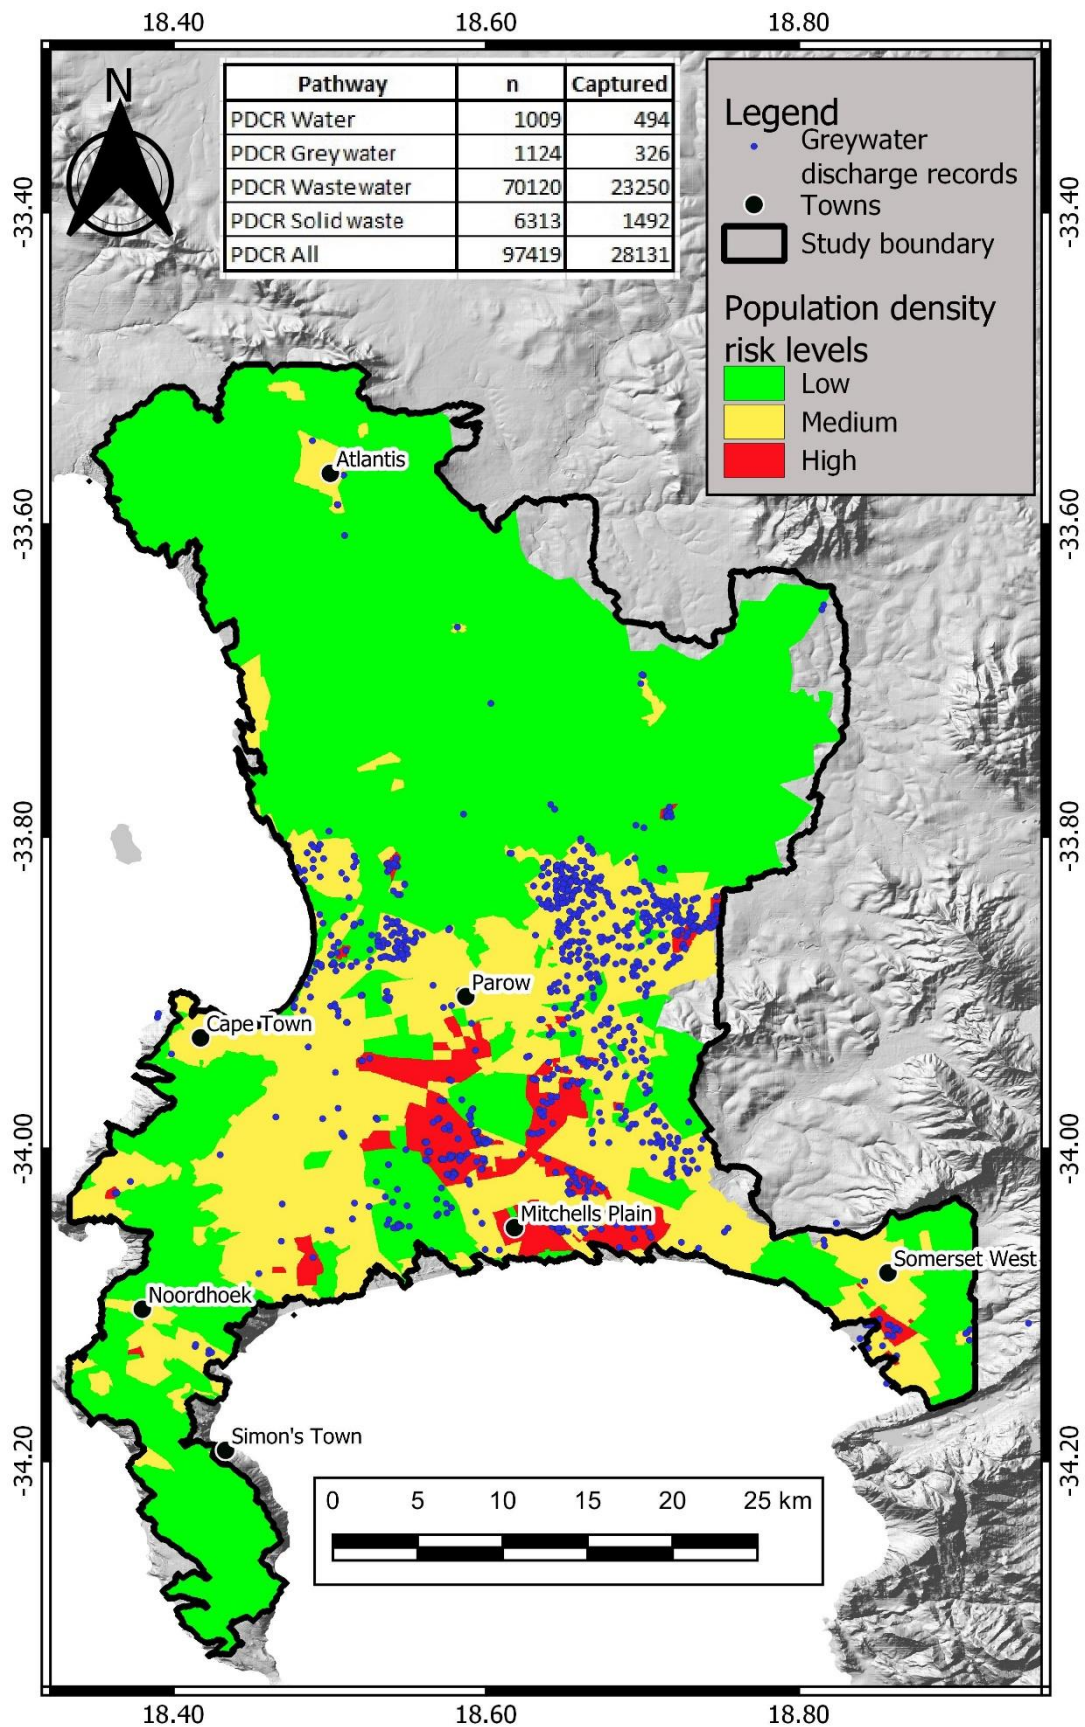 18.40 18.60 18.80
N
Pathway n Captured
PDCR Water 1009 494
PDCR Greywater 1124 326
PDCR Wastewater 70120 23250
PDCR Solid waste 6313 1492
PDCR All 97419 28131
Legend
Greywater
discharge records
Towns
Study boundary
Population density
risk levels
Low
Medium
High
-33.40 -33.40
Atlantis
-33.60 -33.60
-33.80 -33.80
Parow
Cape Town
-34.00 -34.00
Mitchells Plain
Somerset West
Noordhoek
Simon's Town
-34.20 -34.20
0 5 10 15 20 25 km
18.40 18.60 18.80